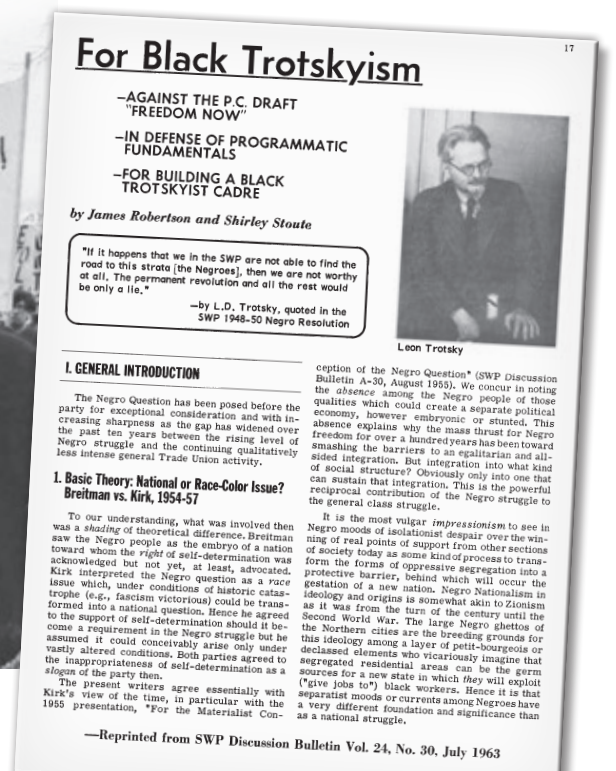 17
For Black Trotskyism
—AGAINST THE P.C. DRAFT
"FREEDOM NOW"
—IN DEFENSE OF PROGRAMMATIC
FUNDAMENTALS
—FOR BUILDING A BLACK
TROTSKYIST CADRE
by James Robertson and Shirley Stoute
"If it happens that we in the SWP are not able to find the
road to this strata [the Negroes], then we are not worthy
at all. The permanent revolution and all the rest would
be only a lie."
—by L.D. Trotsky, quoted in the
SWP 1948-50 Negro Resolution
Leon Trotsky
I. GENERAL INTRODUCTION
The Negro Question has been posed before the
party for exceptional consideration and with in-
creasing sharpness as the gap has widened over
the past ten years between the rising level of
Negro struggle and the continuing qualitatively
less intense general Trade Union activity.
1. Basic Theory: National or Race-Color Issue?
Breitman vs. Kirk, 1954-57
To our understanding, what was involved then
was a shading of theoretical difference. Breitman
saw the Negro people as the embryo of a nation
toward whom the right of self-determination was
acknowledged but not yet, at least, advocated.
Kirk interpreted the Negro question as a race
issue which, under conditions of historic catas-
trophe (e.g., fascism victorious) could be trans-
formed into a national question. Hence he agreed
to the support of self-determination should it be-
come a requirement in the Negro struggle but he
assumed it could conceivably arise only under
vastly altered conditions. Both parties agreed to
the inappropriateness of self-determination as a
slogan of the party then.
The present writers agree essentially with
Kirk's view of the time, in particular with the
1955 presentation, "For the Materialist Con-
ception of the Negro Question" (SWP Discussion
Bulletin A-30, August 1955). We concur in noting
the absence among the Negro people of those
qualities which could create a separate political
economy, however embryonic or stunted. This
absence explains why the mass thrust for Negro
freedom for over a hundred years has been toward
smashing the barriers to an egalitarian and all-
sided integration. But integration into what kind
of social structure? Obviously only into one that
can sustain that integration. This is the powerful
reciprocal contribution of the Negro struggle to
the general class struggle.
It is the most vulgar impressionism to see in
Negro moods of isolationist despair over the win-
ning of real points of support from other sections
of society today as some kind of process to trans-
form the forms of oppressive segregation into a
protective barrier, behind which will occur the
gestation of a new nation. Negro Nationalism in
ideology and origins is somewhat akin to Zionism
as it was from the turn of the century until the
Second World War. The large Negro ghettos of
the Northern cities are the breeding grounds for
this ideology among a layer of petit-bourgeois or
declassed elements who vicariously imagine that
segregated residential areas can be the germ
sources for a new state in which they will exploit
("give jobs to") black workers. Hence it is that
separatist moods or currents among Negroes have
a very different foundation and significance than
as a national struggle.
—Reprinted from SWP Discussion Bulletin Vol. 24, No. 30, July 1963